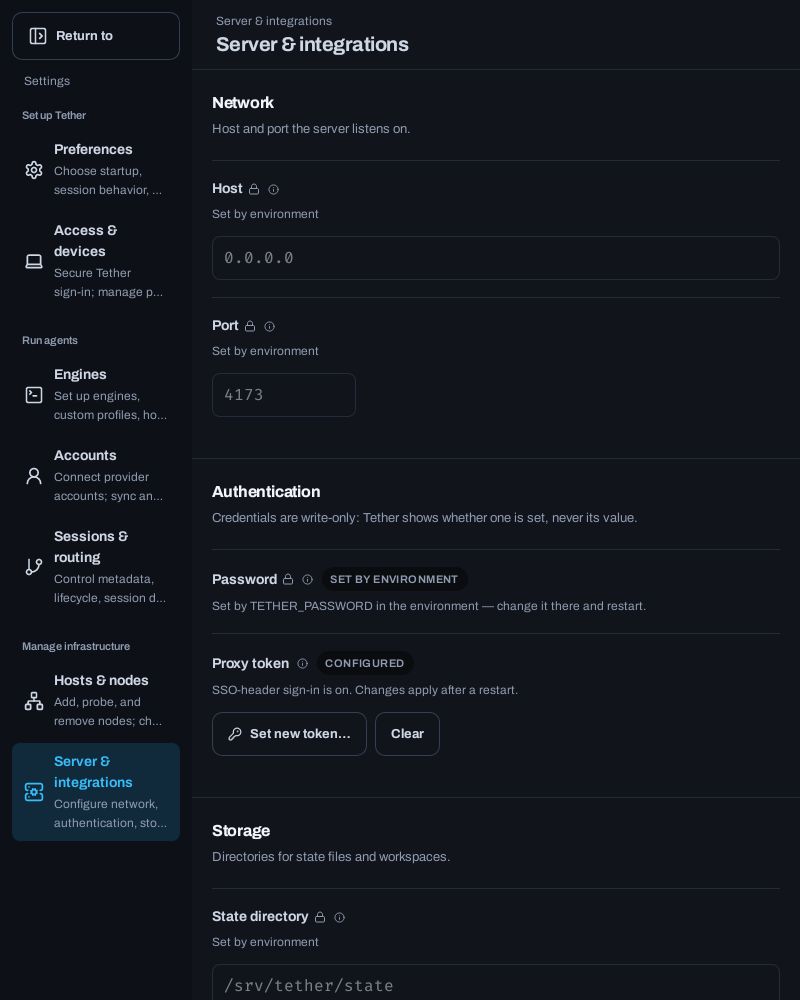 Return to
Settings
Set up Tether
Preferences
Choose startup,
session behavior, ...
Access &
devices
Secure Tether
sign-in; manage p...
Run agents
Engines
Set up engines,
custom profiles, ho...
Accounts
Connect provider
accounts; sync an...
Sessions &
routing
Control metadata,
lifecycle, session d...
Manage infrastructure
Hosts & nodes
Add, probe, and
remove nodes; ch...
Server &
integrations
Configure network,
authentication, sto...
Server & integrations
Server & integrations
Network
Host and port the server listens on.
Host
Set by environment
0.0.0.0
Port
Set by environment
4173
Authentication
Credentials are write-only: Tether shows whether one is set, never its value.
Password SET BY ENVIRONMENT
Set by TETHER_PASSWORD in the environment — change it there and restart.
Proxy token CONFIGURED
SSO-header sign-in is on. Changes apply after a restart.
Set new token... Clear
Storage
Directories for state files and workspaces.
State directory
Set by environment
/srv/tether/state